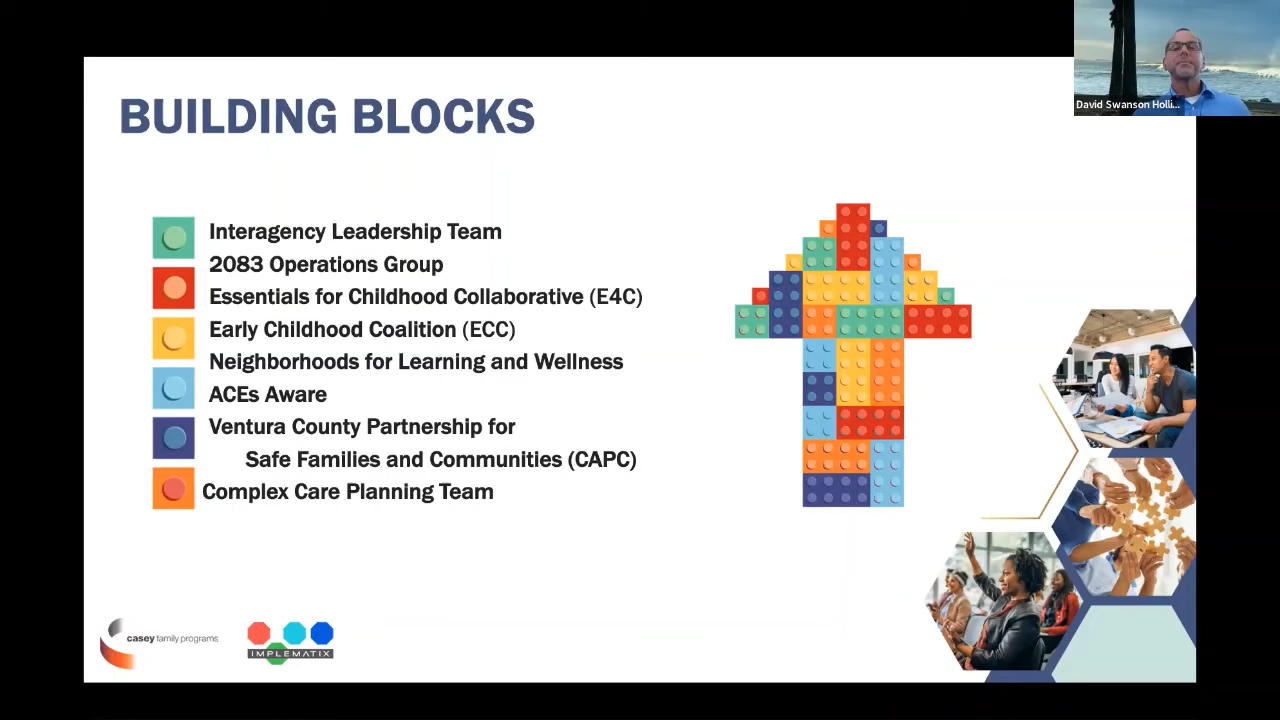 David Swanson Holli...
BUILDING BLOCKS
Interagency Leadership Team
2083 Operations Group
Essentials for Childhood Collaborative (E4C)
Early Childhood Coalition (ECC)
Neighborhoods for Learning and Wellness
ACEs Aware
Ventura County Partnership for
Safe Families and Communities (CAPC)
Complex Care Planning Team
casey family programs
IMPLEMATIX